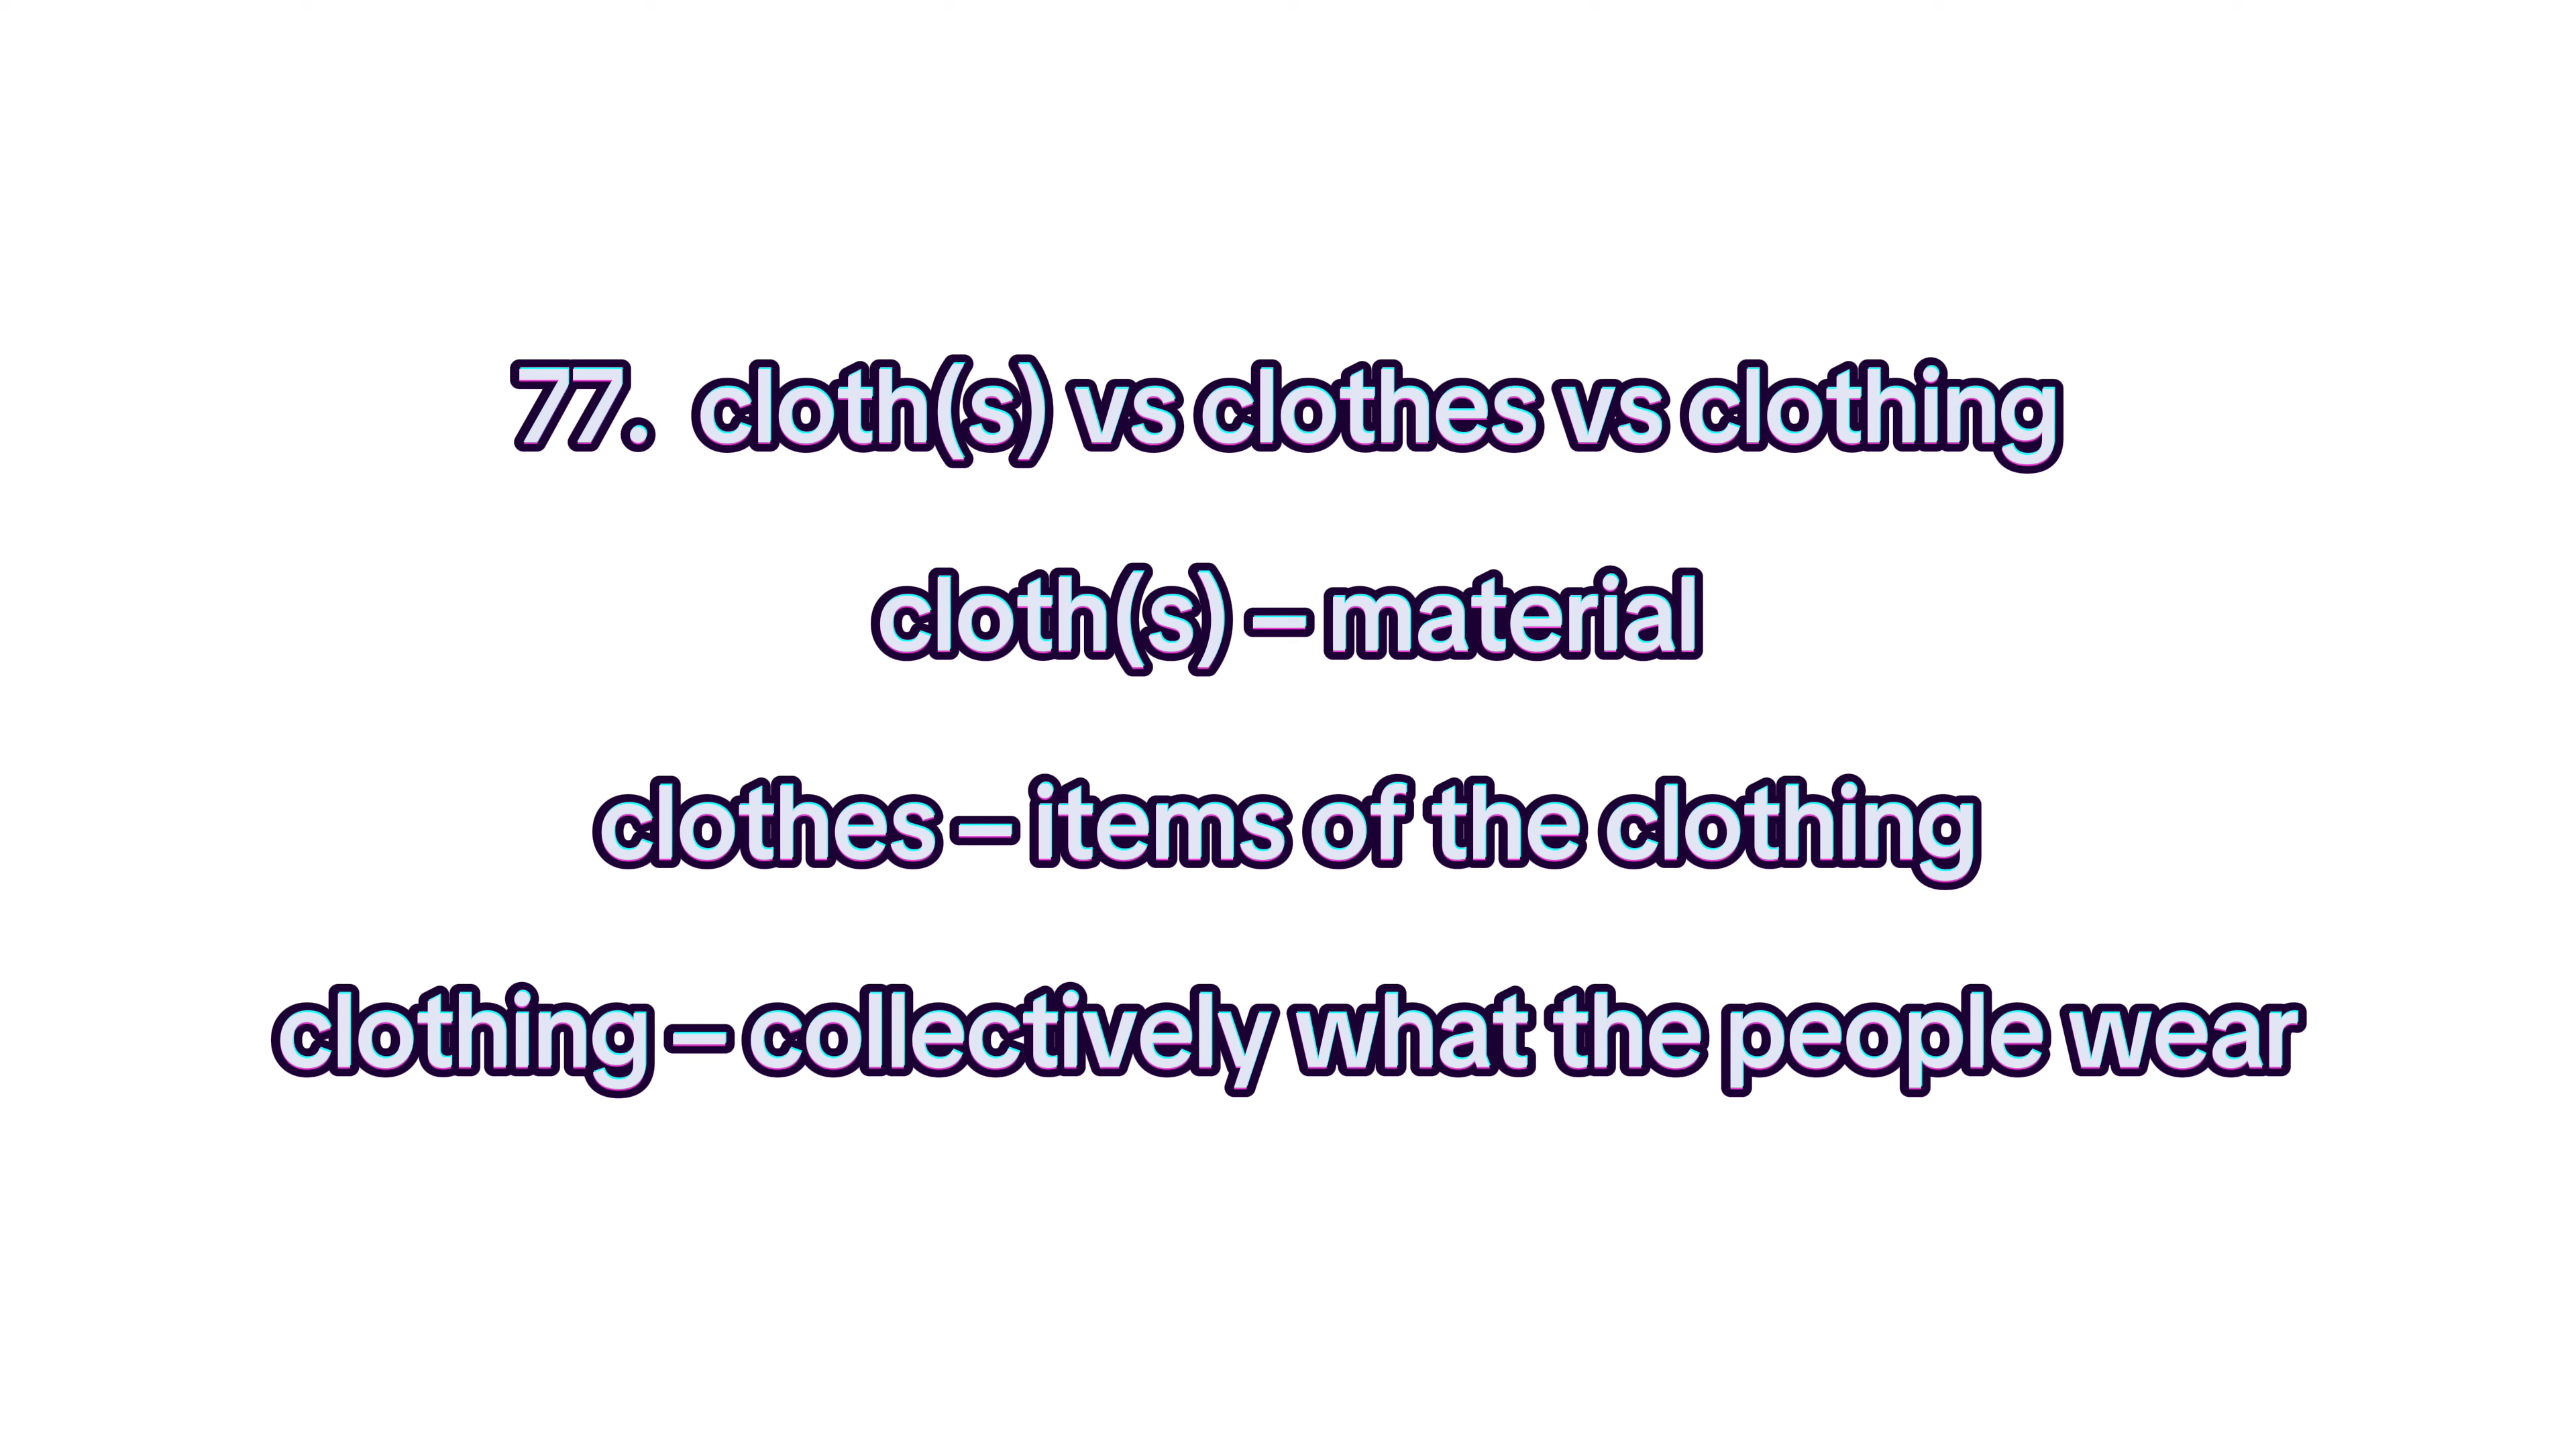 77. cloth(s) vs clothes vs clothing
cloth(s) – material
clothes – items of the clothing
clothing – collectively what the people wear